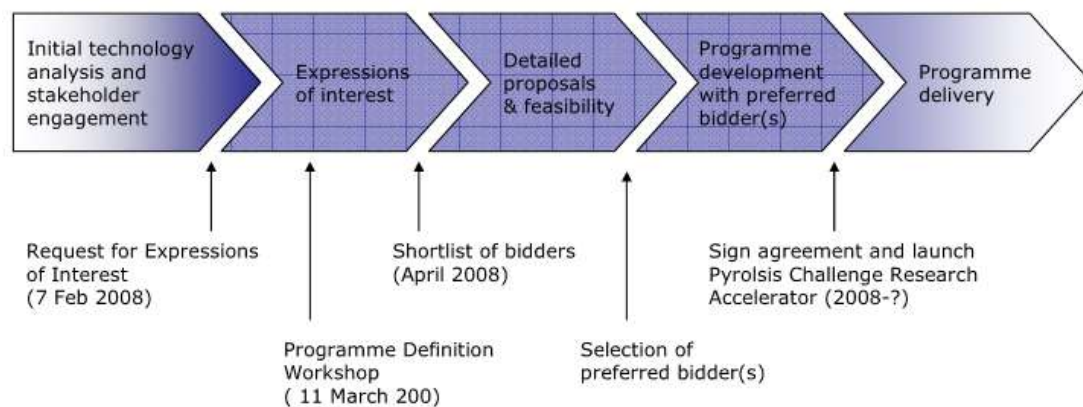 Initial technology
analysis and
stakeholder
engagement
Expressions
of interest
Detailed
proposals
& feasibility
Programme
development
with preferred
bidder(s)
Programme
delivery
Request for Expressions
of Interest
(7 Feb 2008)
Programme Definition
Workshop
( 11 March 200)
Shortlist of bidders
(April 2008)
Selection of
preferred bidder(s)
Sign agreement and launch
Pyrolsis Challenge Research
Accelerator (2008-?)